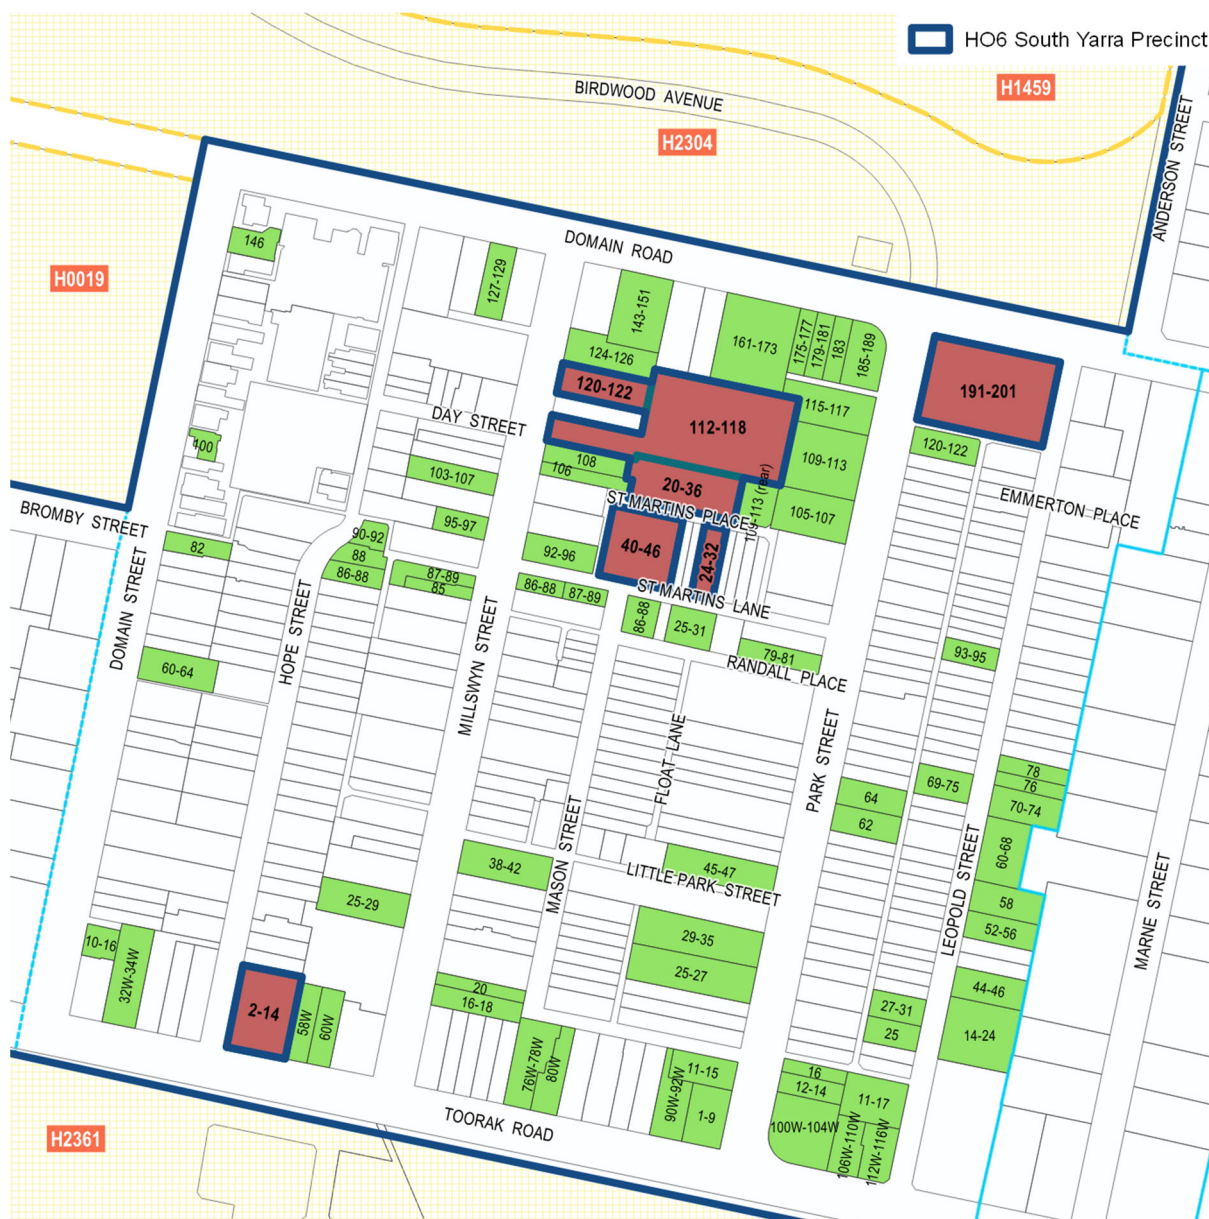 HO6 South Yarra Precinct
H1459
BIRDWOOD AVENUE
H2304
ANDERSON STREET
DOMAIN ROAD
H0019
146
127-129
143-151
161-173
175-177
179-181
183
185-189
124-126
120-122
191-201
112-118
115-117
DAY STREET
100
103-107
108
106
109-113
120-122
20-36
109-113 (rear)
105-107
EMMERTON PLACE
BROMBY STREET
ST MARTINS PLACE
95-97
90-92
82
88
86-88
87-89
85
92-96
40-46
24-32
DOMAIN STREET
HOPE STREET
MILLSWYN STREET
86-88
87-89
ST MARTINS LANE
86-88
25-31
79-81
RANDALL PLACE
93-95
60-64
FLOAT LANE
PARK STREET
78
76
70-74
69-75
64
62
60-68
MASON STREET
38-42
45-47
LITTLE PARK STREET
LEOPOLD STREET
MARNE STREET
58
52-56
25-29
29-35
25-27
10-16
32W-34W
2-14
58W
60W
20
16-18
44-46
27-31
25
14-24
76W-78W
80W
90W-92W
11-15
1-9
16
12-14
11-17
100W-104W
106W-110W
112W-116W
TOORAK ROAD
H2361